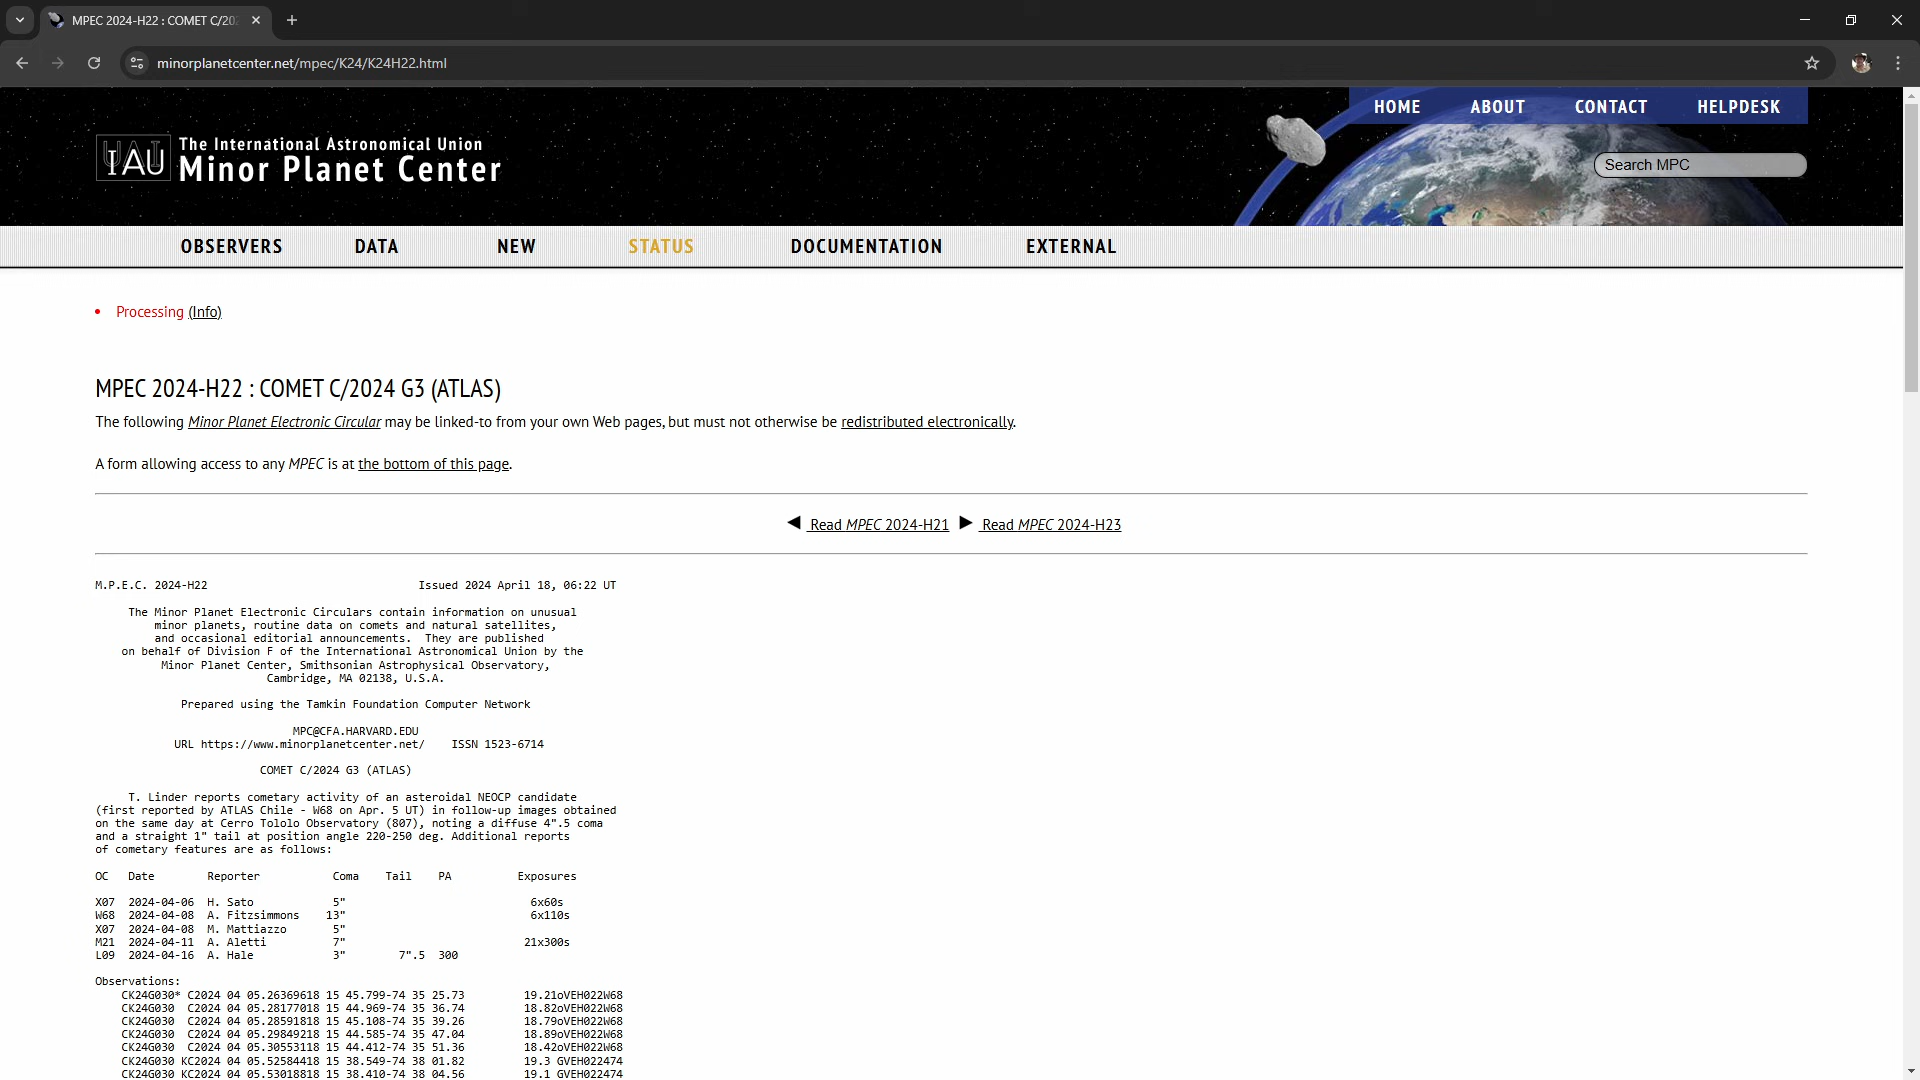 MPEC 2024-H22 : COMET C/20
minorplanetcenter.net/mpec/K24/K24H22.html
HOME ABOUT CONTACT HELPDESK
IAU
The International Astronomical Union
Minor Planet Center
Search MPC
OBSERVERS DATA NEW STATUS DOCUMENTATION EXTERNAL
• Processing (Info)
MPEC 2024-H22 : COMET C/2024 G3 (ATLAS)
The following Minor Planet Electronic Circular may be linked-to from your own Web pages, but must not otherwise be redistributed electronically.
A form allowing access to any MPEC is at the bottom of this page.
Read MPEC 2024-H21 Read MPEC 2024-H23
M.P.E.C. 2024-H22 Issued 2024 April 18, 06:22 UT
The Minor Planet Electronic Circulars contain information on unusual
minor planets, routine data on comets and natural satellites,
and occasional editorial announcements. They are published
on behalf of Division F of the International Astronomical Union by the
Minor Planet Center, Smithsonian Astrophysical Observatory,
Cambridge, MA 02138, U.S.A.
Prepared using the Tamkin Foundation Computer Network
MPC@CFA.HARVARD.EDU
URL https://www.minorplanetcenter.net/ ISSN 1523-6714
COMET C/2024 G3 (ATLAS)
T. Linder reports cometary activity of an asteroidal NEOCP candidate
(first reported by ATLAS Chile - W68 on Apr. 5 UT) in follow-up images obtained
on the same day at Cerro Tololo Observatory (807), noting a diffuse 4".5 coma
and a straight 1" tail at position angle 220-250 deg. Additional reports
of cometary features are as follows:
OC Date Reporter Coma Tail PA Exposures
X07 2024-04-06 H. Sato 5" 6x60s
W68 2024-04-08 A. Fitzsimmons 13" 6x110s
X07 2024-04-08 M. Mattiazzo 5"
M21 2024-04-11 A. Aletti 7" 21x300s
L09 2024-04-16 A. Hale 3" 7".5 300
Observations:
CK24G030* C2024 04 05.26369618 15 45.799-74 35 25.73 19.21oVEH022W68
CK24G030 C2024 04 05.28177018 15 44.969-74 35 36.74 18.82oVEH022W68
CK24G030 C2024 04 05.28591818 15 45.108-74 35 39.26 18.79oVEH022W68
CK24G030 C2024 04 05.29849218 15 44.585-74 35 47.04 18.89oVEH022W68
CK24G030 C2024 04 05.30553118 15 44.412-74 35 51.36 18.42oVEH022W68
CK24G030 KC2024 04 05.52584418 15 38.549-74 38 01.82 19.3 GVEH022474
CK24G030 KC2024 04 05.53018818 15 38.410-74 38 04.56 19.1 GVEH022474